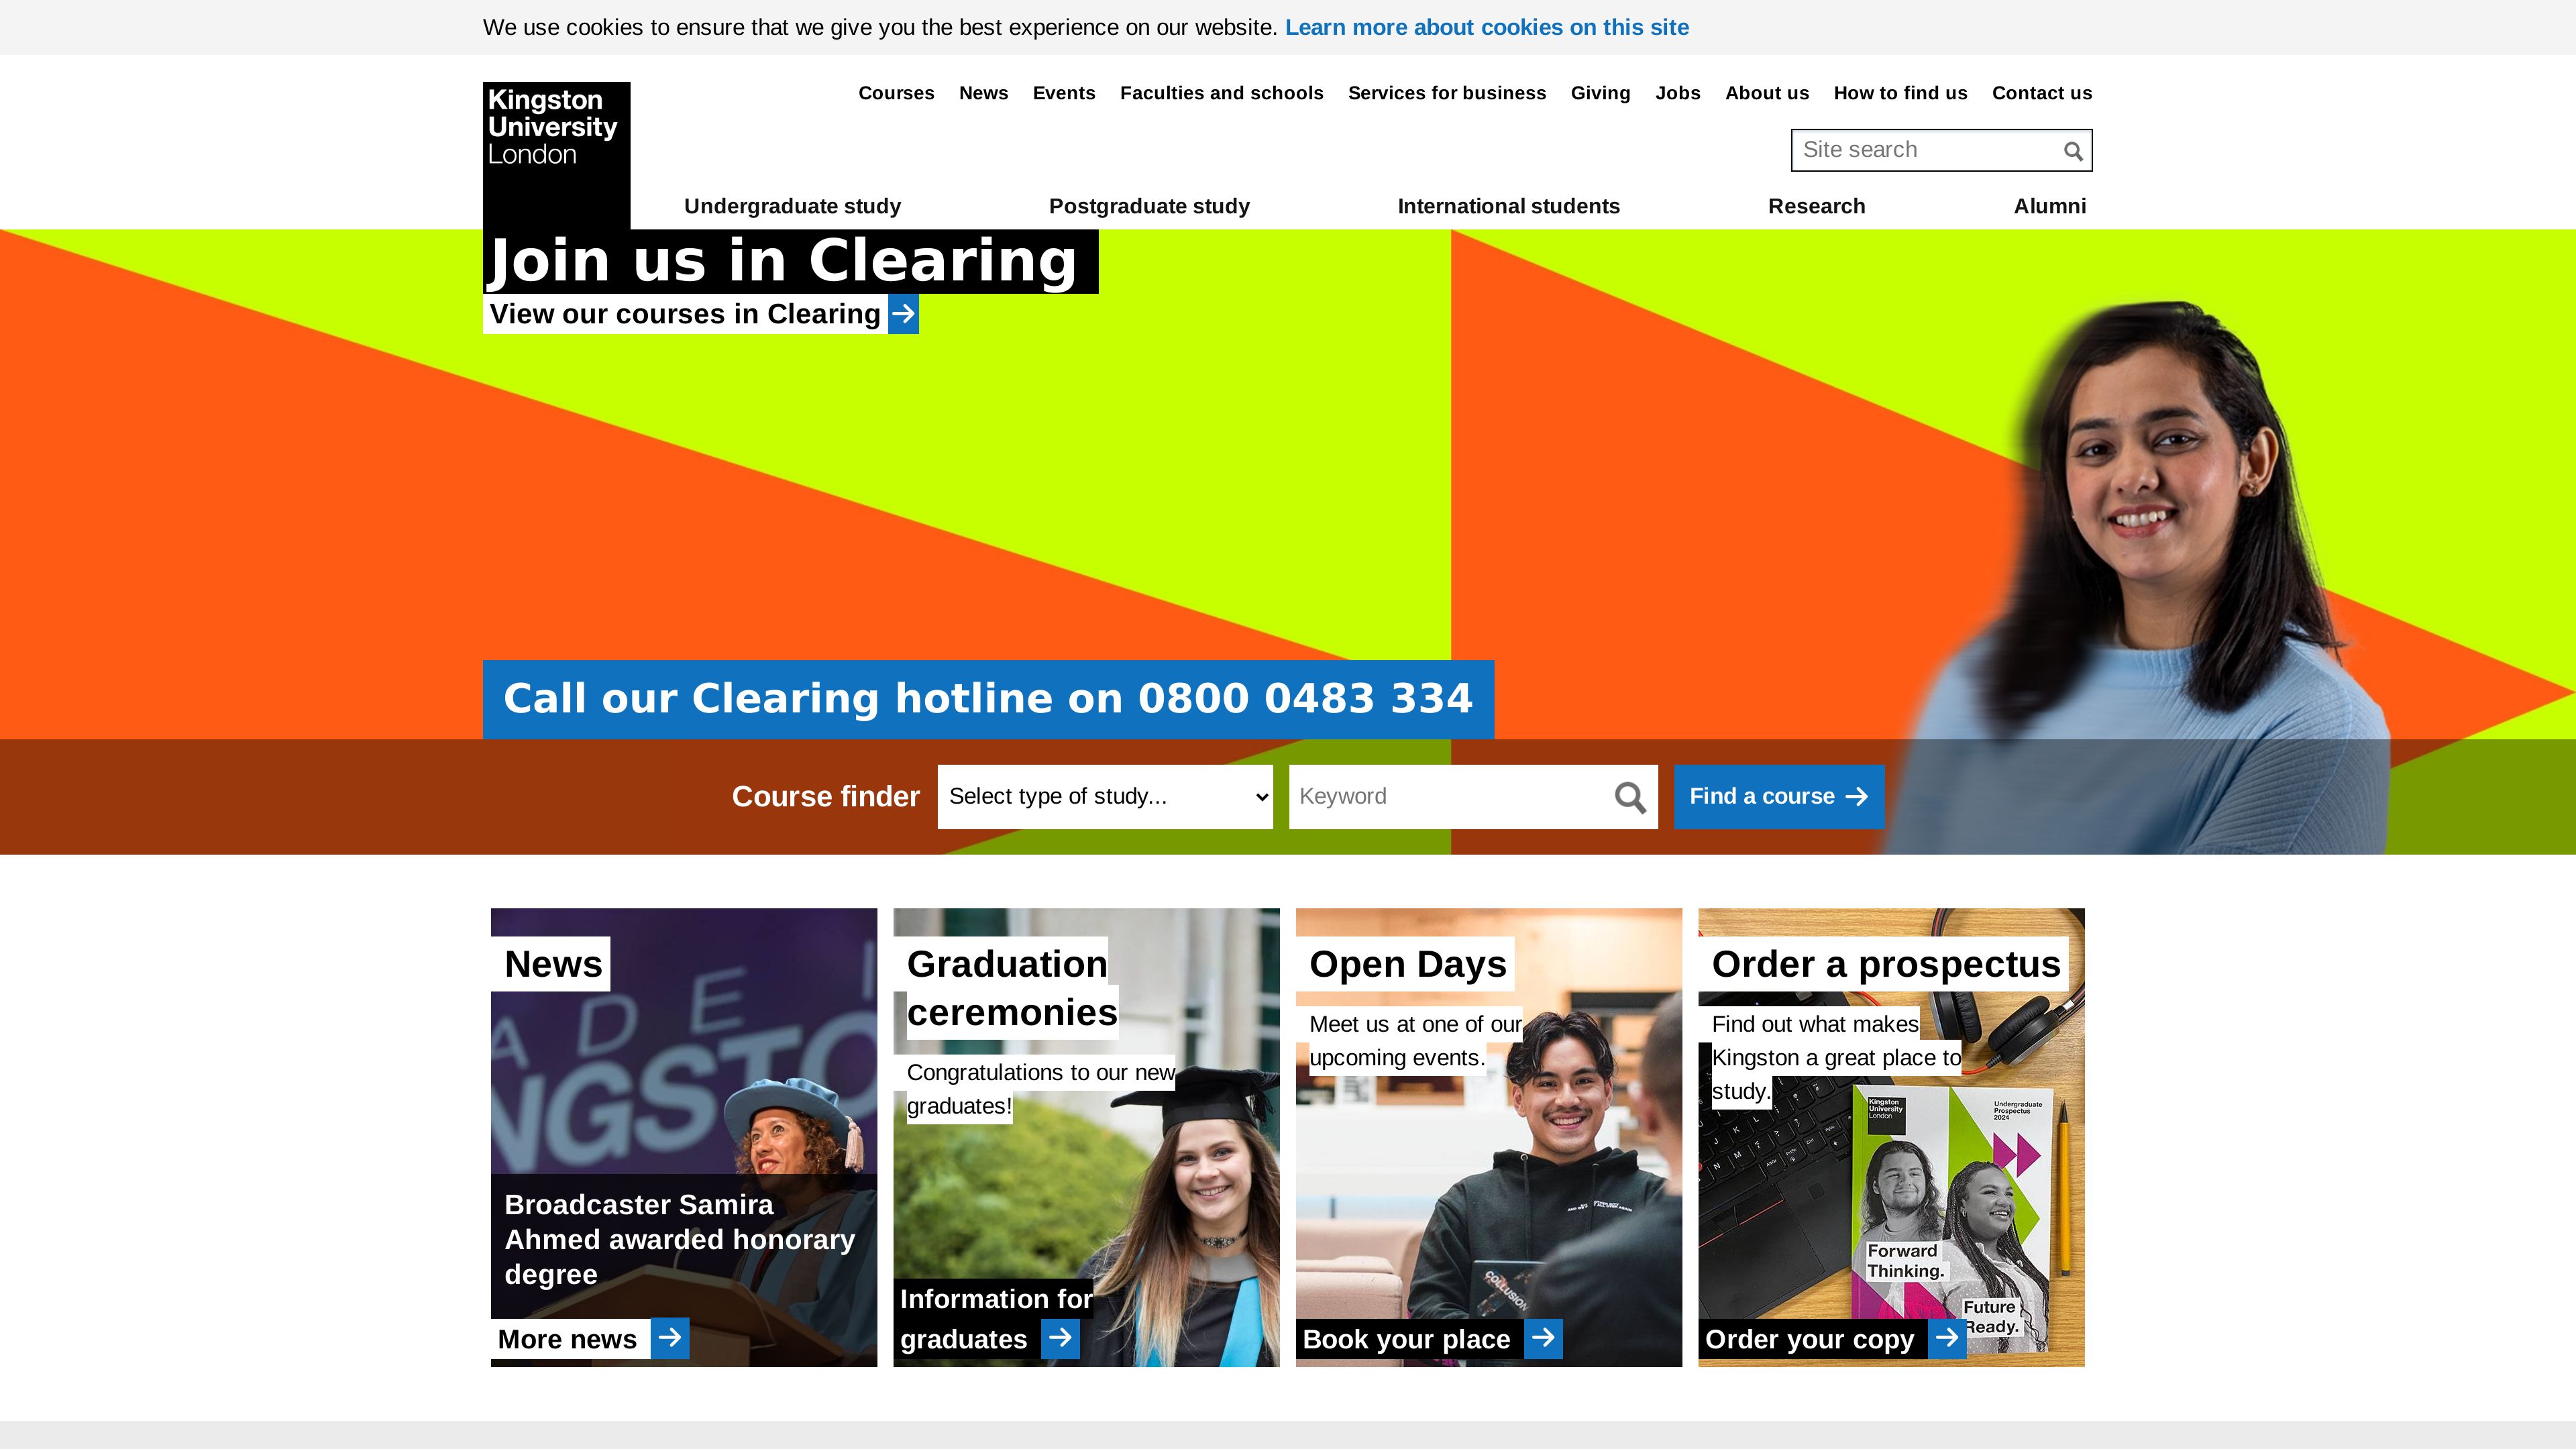 We use cookies to ensure that we give you the best experience on our website. Learn more about cookies on this site
Kingston
University
London
Courses News Events Faculties and schools Services for business Giving Jobs About us How to find us Contact us
Site search
Undergraduate study Postgraduate study International students Research Alumni
Join us in Clearing
View our courses in Clearing
Call our Clearing hotline on 0800 0483 334
Course finder Select type of study... Keyword Find a course
News
ADE
NGSTO
Broadcaster Samira
Ahmed awarded honorary
degree
More news
Graduation
ceremonies
Congratulations to our new
graduates!
Information for
graduates
Open Days
Meet us at one of our
upcoming events.
COLLUSION
Book your place
Order a prospectus
Find out what makes
Kingston a great place to
study.
Kingston
University
London
Undergraduate
Prospectus
2024
Forward
Thinking.
Future
Ready.
Order your copy